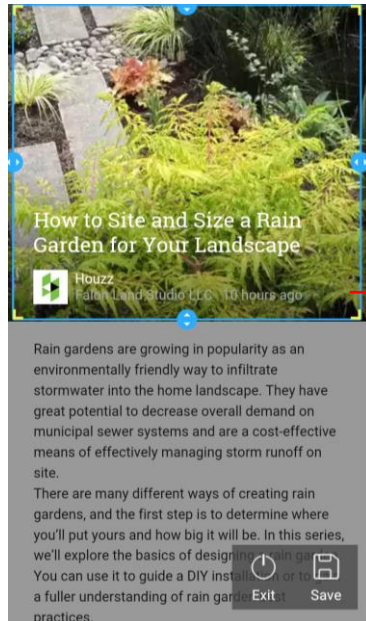 How to Site and Size a Rain
Garden for Your Landscape
Houzz
Falon Land Studio LLC · 10 hours ago
Rain gardens are growing in popularity as an
environmentally friendly way to infiltrate
stormwater into the home landscape. They have
great potential to decrease overall demand on
municipal sewer systems and are a cost-effective
means of effectively managing storm runoff on
site.
There are many different ways of creating rain
gardens, and the first step is to determine where
you'll put yours and how big it will be. In this series,
we'll explore the basics of designing a rain garden.
You can use it to guide a DIY installation or to
a fuller understanding of rain garden best
practices.
Exit
Save